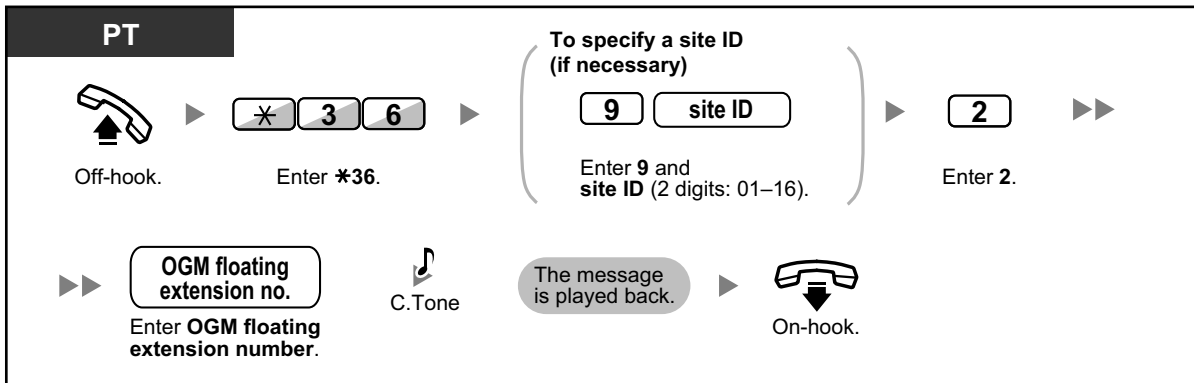 PT
To specify a site ID
(if necessary)
✳ 3 6
9 site ID
2
Off-hook.
Enter ✳36.
Enter 9 and
site ID (2 digits: 01–16).
Enter 2.
OGM floating
extension no.
C.Tone
The message
is played back.
Enter OGM floating
extension number.
On-hook.